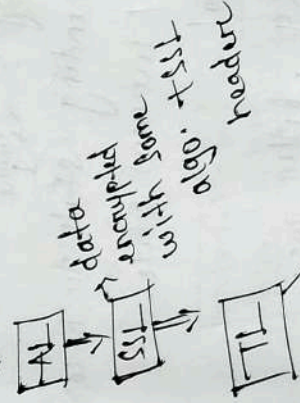 AL
SSL
data
encrypted
with some
algo. + SSL
header
TL